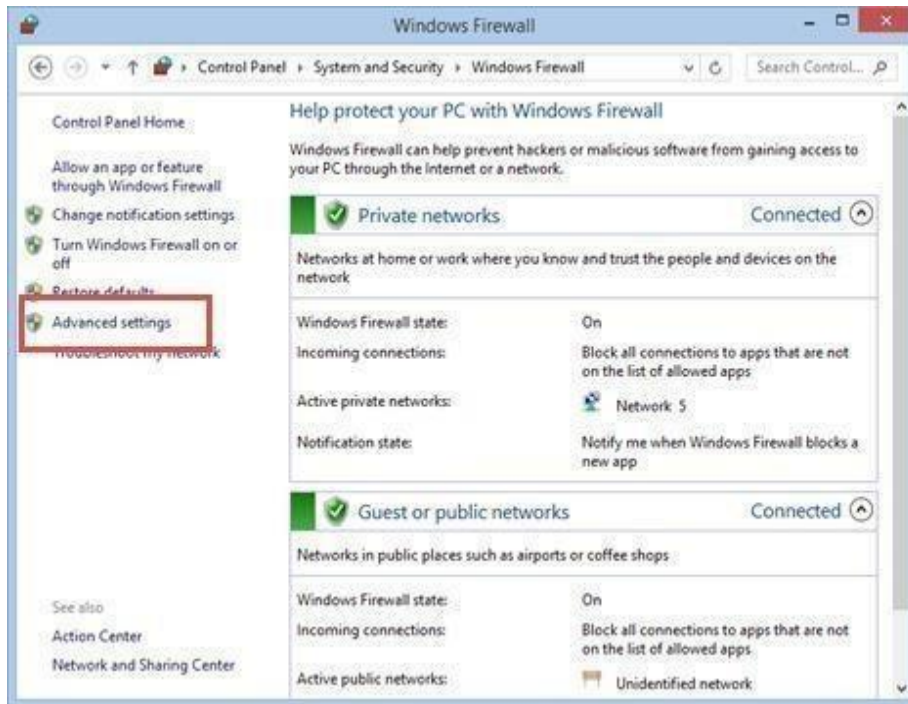 Windows Firewall
Control Panel System and Security Windows Firewall
Search Control...
Control Panel Home
Allow an app or feature
through Windows Firewall
Change notification settings
Turn Windows Firewall on or
off
Restore defaults
Advanced settings
Troubleshoot my network
See also
Action Center
Network and Sharing Center
Help protect your PC with Windows Firewall
Windows Firewall can help prevent hackers or malicious software from gaining access to
your PC through the Internet or a network.
Private networks Connected
Networks at home or work where you know and trust the people and devices on the
network
Windows Firewall state: On
Incoming connections: Block all connections to apps that are not
on the list of allowed apps
Active private networks: Network 5
Notification state: Notify me when Windows Firewall blocks a
new app
Guest or public networks Connected
Networks in public places such as airports or coffee shops
Windows Firewall state: On
Incoming connections: Block all connections to apps that are not
on the list of allowed apps
Active public networks: Unidentified network